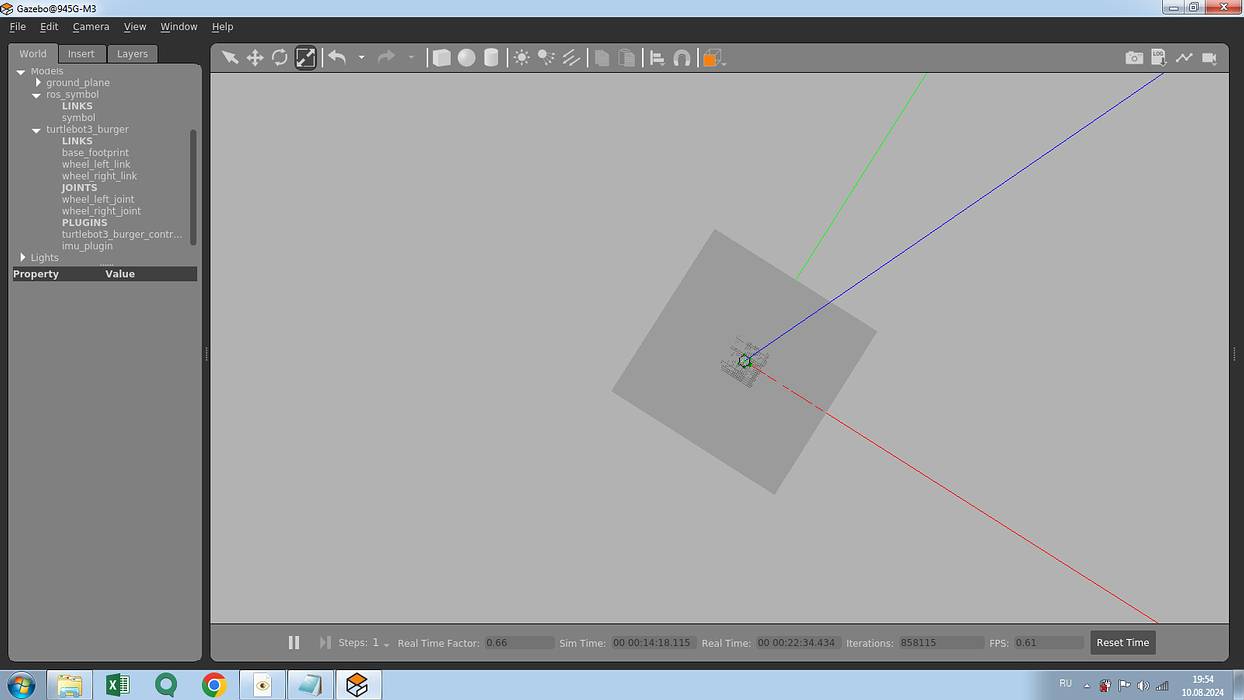 Gazebo@945G-M3
File Edit Camera View Window Help
World Insert Layers
Models
ground_plane
ros_symbol
LINKS
symbol
turtlebot3_burger
LINKS
base_footprint
wheel_left_link
wheel_right_link
JOINTS
wheel_left_joint
wheel_right_joint
PLUGINS
turtlebot3_burger_contr...
imu_plugin
Lights
Property Value
LOG
Steps: 1 Real Time Factor: 0.66 Sim Time: 00 00:14:18.115 Real Time: 00 00:22:34.434 Iterations: 858115 FPS: 0.61 Reset Time
RU
19:54
10.08.2024